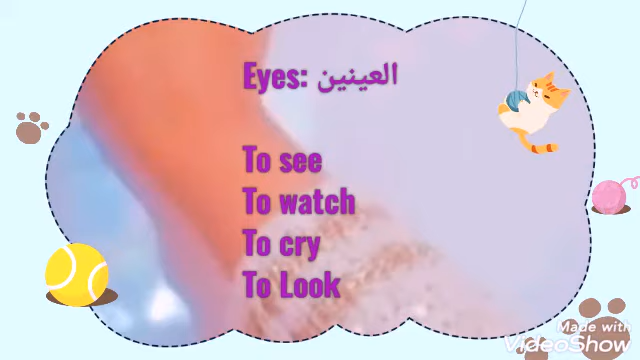 Eyes: العينين
To see
To watch
To cry
To Look
Made with
VideoShow